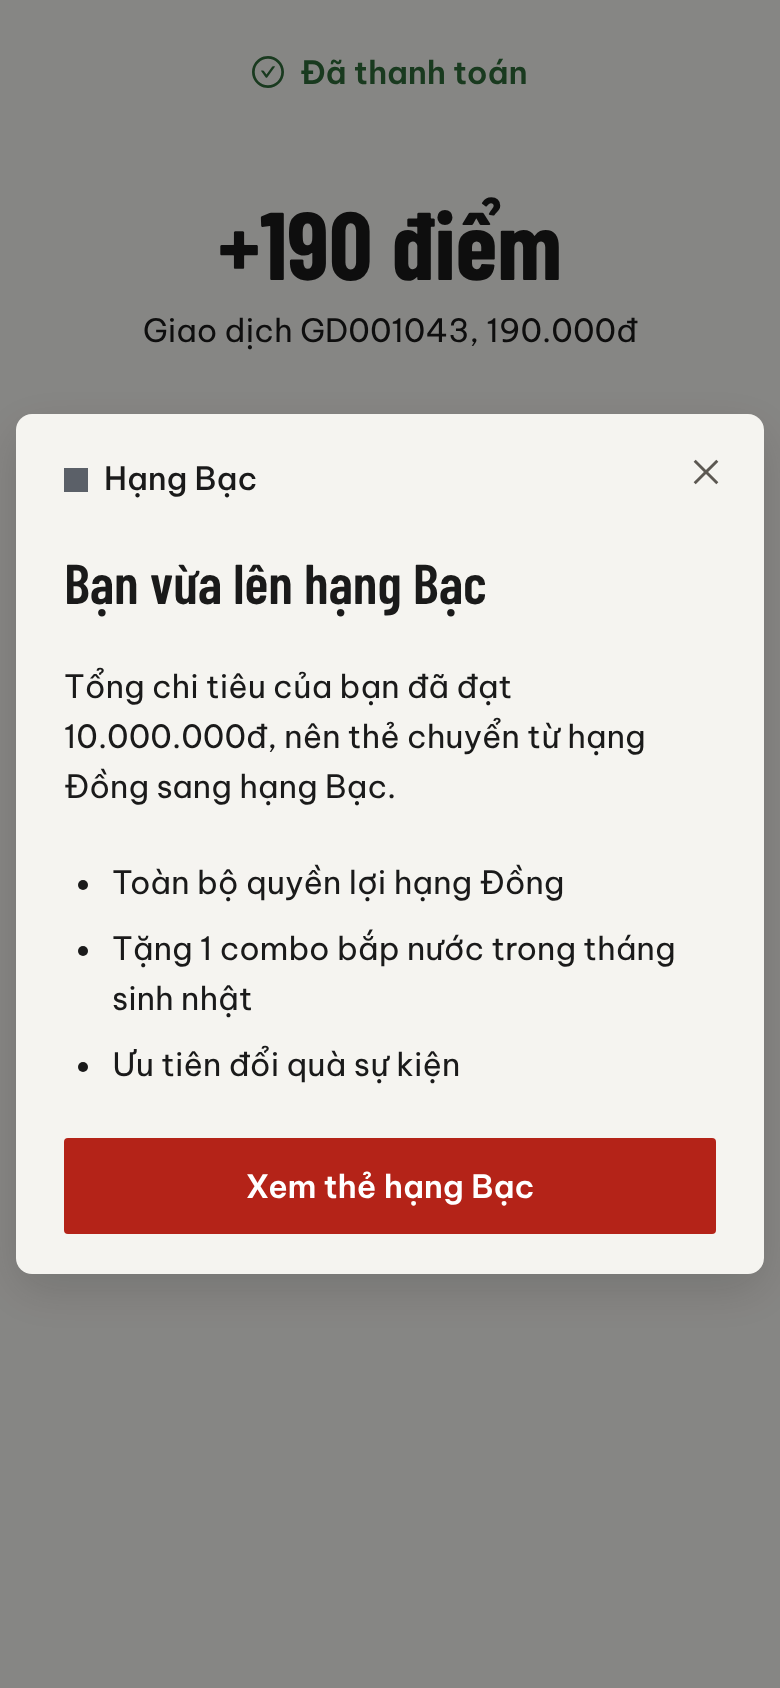 Đã thanh toán
+190 điểm
Giao dịch GD001043, 190.000đ
Hạng Bạc
Bạn vừa lên hạng Bạc
Tổng chi tiêu của bạn đã đạt
10.000.000đ, nên thẻ chuyển từ hạng
Đồng sang hạng Bạc.
Toàn bộ quyền lợi hạng Đồng
Tặng 1 combo bắp nước trong tháng
sinh nhật
Ưu tiên đổi quà sự kiện
Xem thẻ hạng Bạc